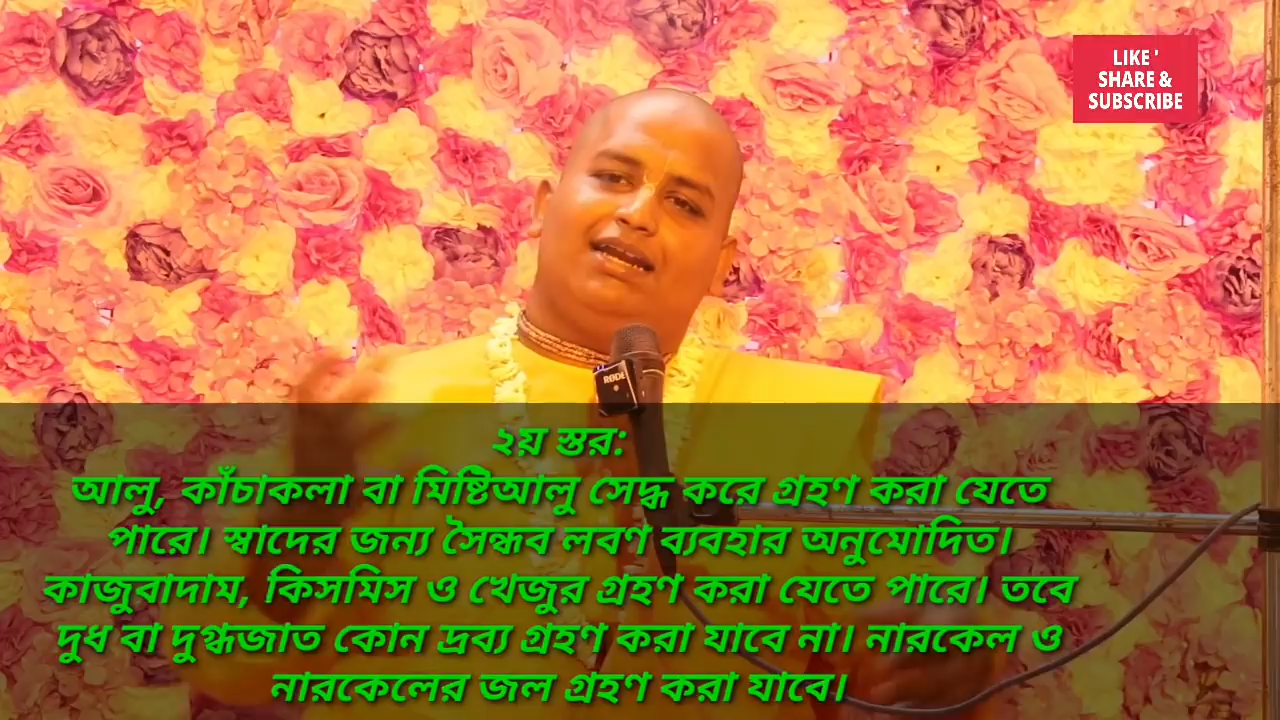 LIKE '
SHARE &
SUBSCRIBE
RØDE
২য় স্তর:
আলু, কাঁচাকলা বা মিষ্টিআলু সেদ্ধ করে গ্রহণ করা যেতে
পারে। স্বাদের জন্য সৈন্ধব লবণ ব্যবহার অনুমোদিত।
কাজুবাদাম, কিসমিস ও খেজুর গ্রহণ করা যেতে পারে। তবে
দুধ বা দুগ্ধজাত কোন দ্রব্য গ্রহণ করা যাবে না। নারকেল ও
নারকেলের জল গ্রহণ করা যাবে।